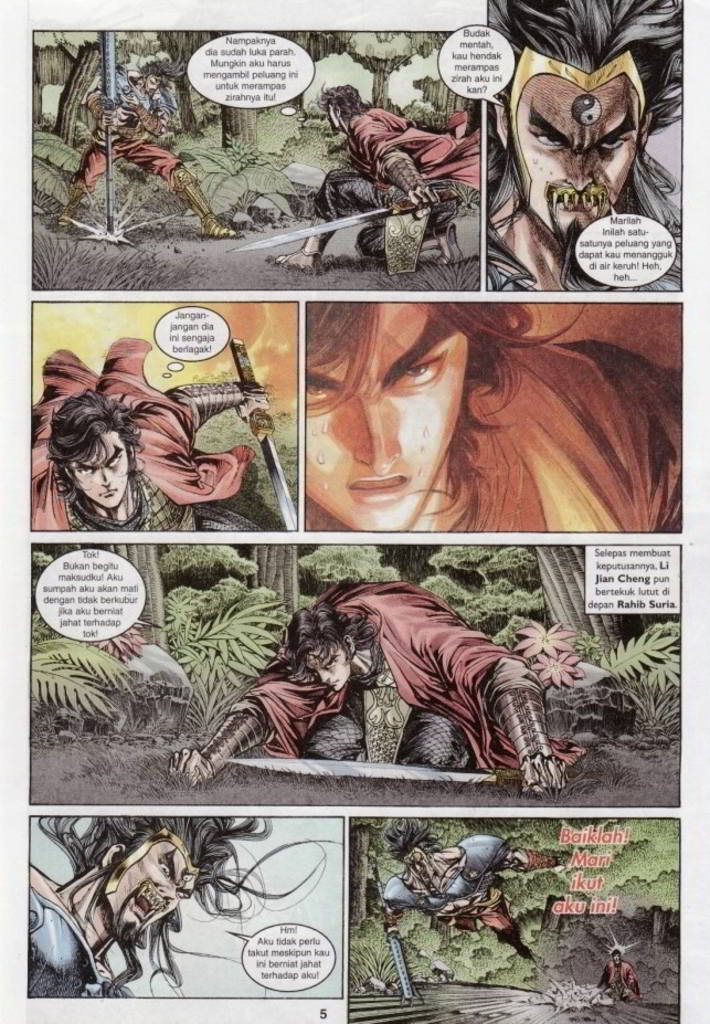 Nampaknya
dia sudah luka parah.
Mungkin aku harus
mengambil peluang ini
untuk merampas
zirahnya itu!
Budak
mentah,
kau hendak
merampas
zirah aku ini
kan?
Marilah
Inilah satu-
satunya peluang yang
dapat kau menangguk
di air keruh! Heh,
heh...
Jangan-
jangan dia
ini sengaja
berlagak!
Tok!
Bukan begitu
maksudku! Aku
sumpah aku akan mati
dengan tidak berkubur
jika aku berniat
jahat terhadap
tok!
Selepas membuat
keputusannya, Li
Jian Cheng pun
bertekuk lutut di
depan Rahib Suria.
Hm!
Aku tidak perlu
takut meskipun kau
ini berniat jahat
terhadap aku!
Baiklah!
Mari
ikut
aku ini!
5